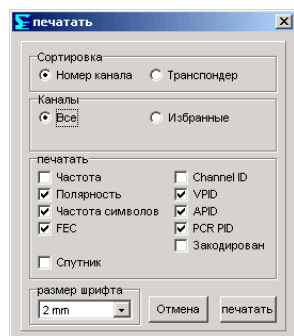 печатать
Сортировка
Номер канала Транспондер
Каналы
Все Избранные
печатать
Частота Channel ID
Полярность VPID
Частота символов APID
FEC PCR PID
Закодирован
Спутник
размер шрифта
2 mm Отмена печатать